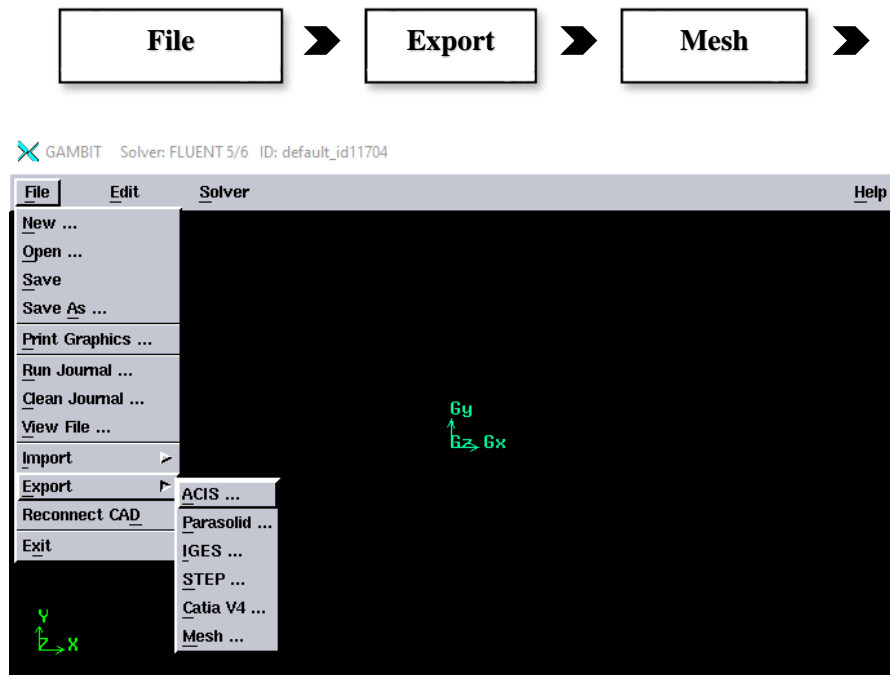 File Export Mesh
GAMBIT Solver: FLUENT 5/6 ID: default_id11704
File Edit Solver Help
New ...
Open ...
Save
Save As ...
Print Graphics ...
Run Journal ...
Clean Journal ...
View File ...
Import
Export
Reconnect CAD
Exit
ACIS ...
Parasolid ...
IGES ...
STEP ...
Catia V4 ...
Mesh ...
Gy
Gz Gx
Y
Z X